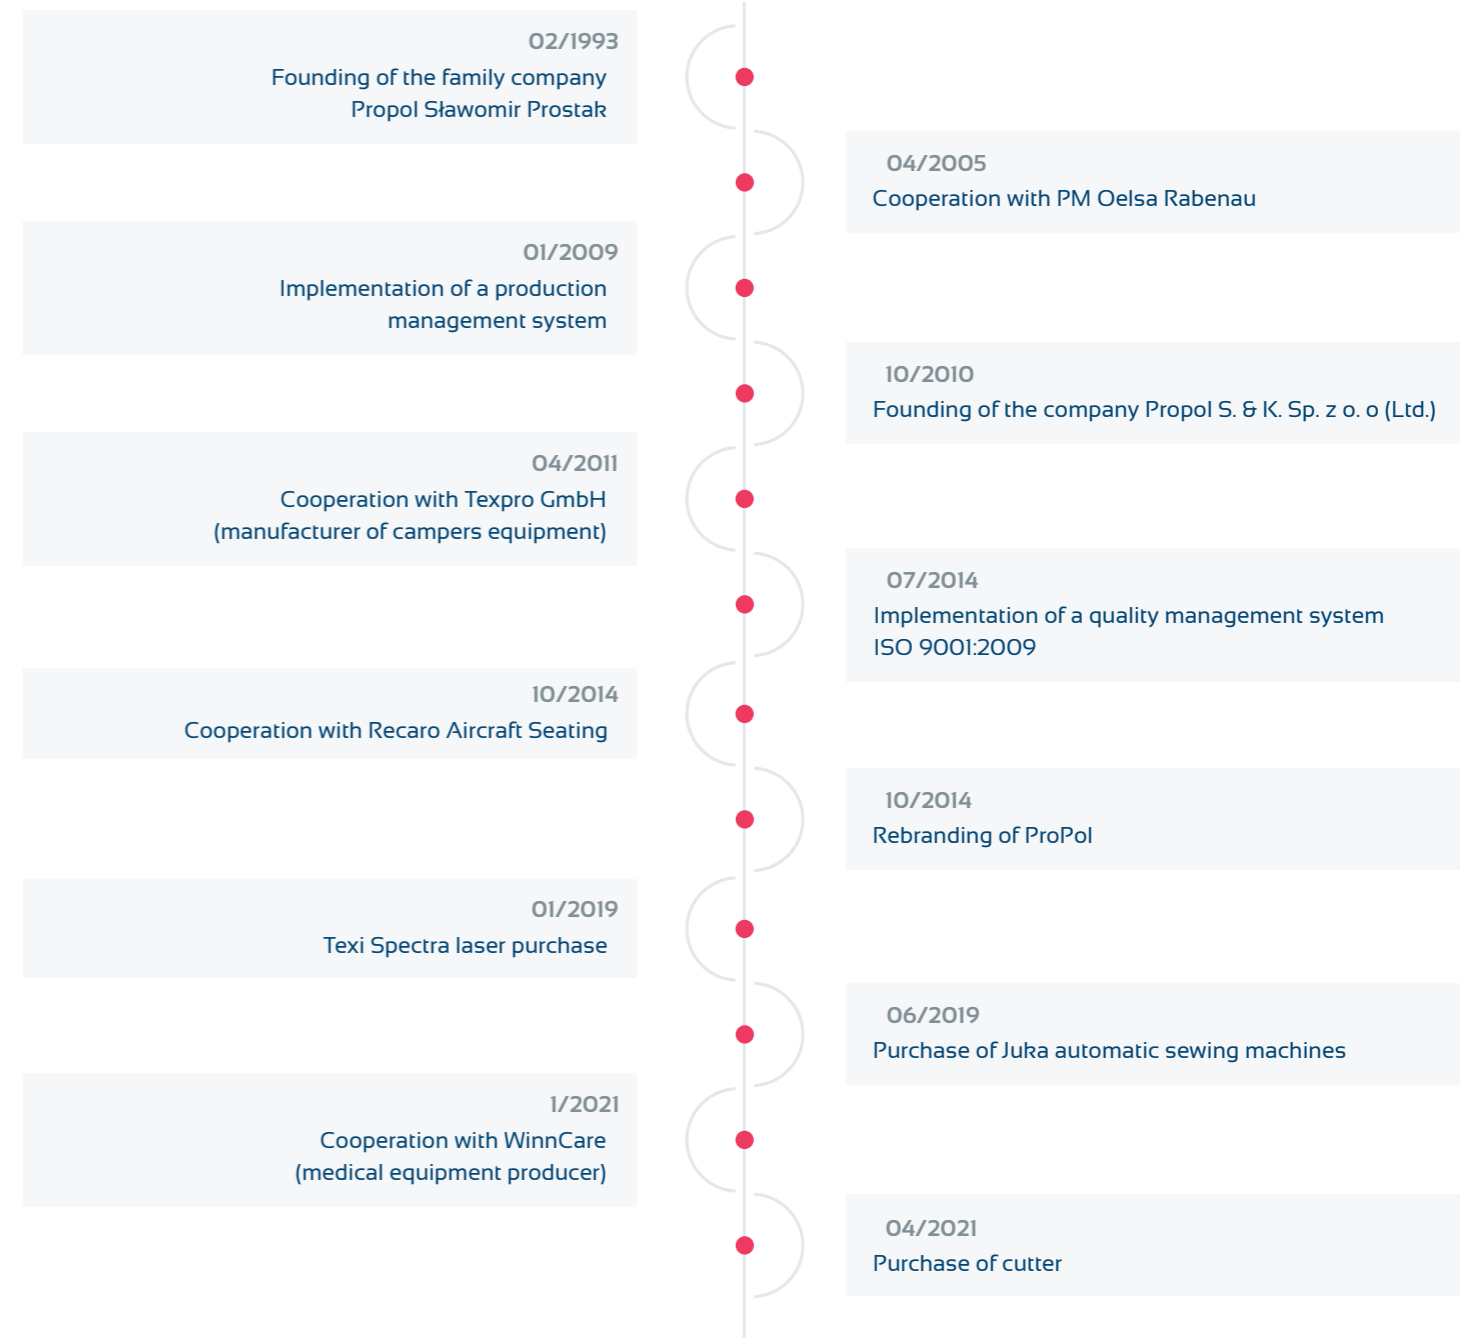 02/1993
Founding of the family company
Propol Sławomir Prostak
04/2005
Cooperation with PM Oelsa Rabenau
01/2009
Implementation of a production
management system
10/2010
Founding of the company Propol S. & K. Sp. z o. o (Ltd.)
04/2011
Cooperation with Texpro GmbH
(manufacturer of campers equipment)
07/2014
Implementation of a quality management system
ISO 9001:2009
10/2014
Cooperation with Recaro Aircraft Seating
10/2014
Rebranding of ProPol
01/2019
Texi Spectra laser purchase
06/2019
Purchase of Juka automatic sewing machines
1/2021
Cooperation with WinnCare
(medical equipment producer)
04/2021
Purchase of cutter